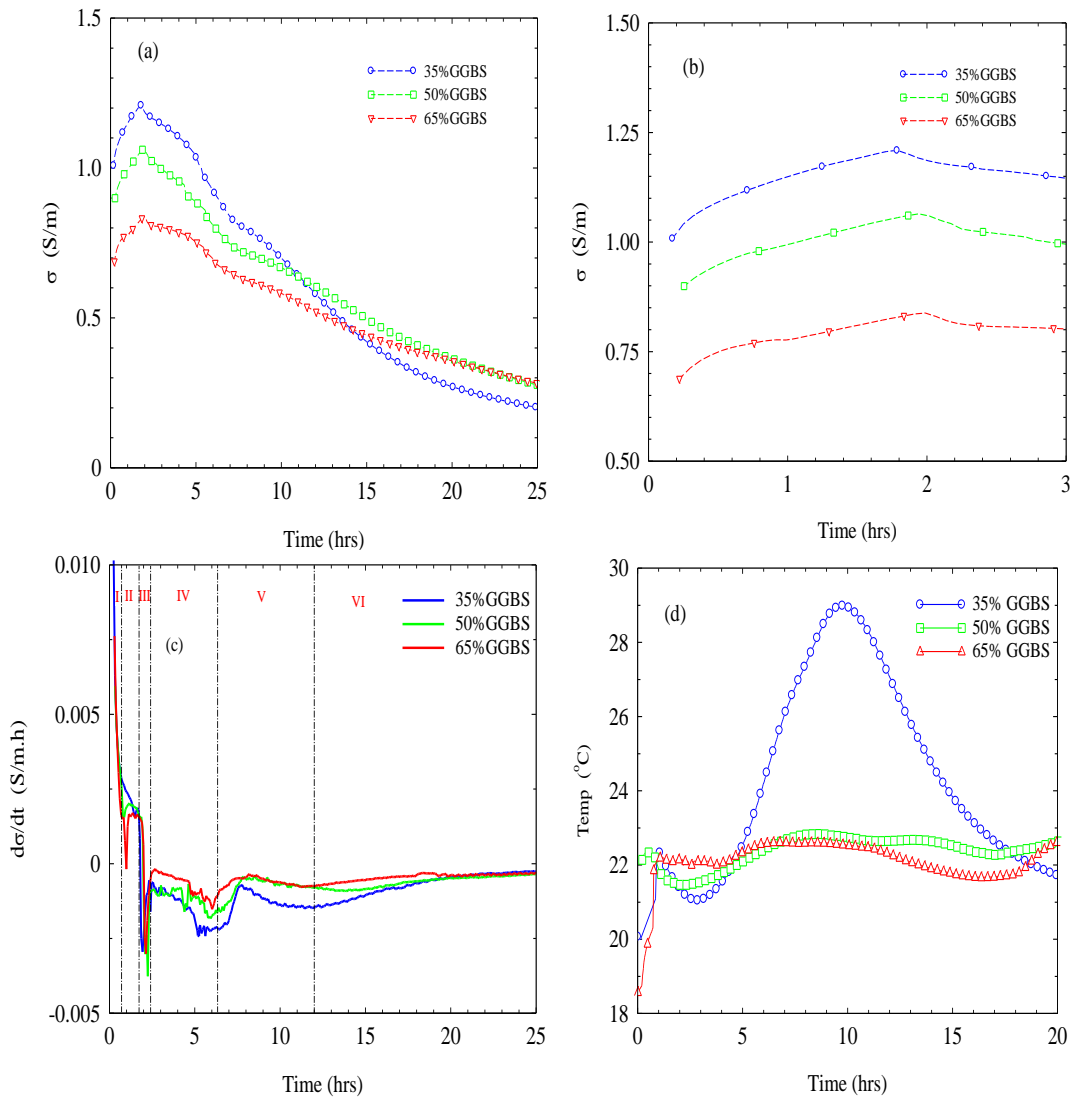 (a)
35%GGBS
50%GGBS
65%GGBS
1.5
1.0
0.5
0
σ (S/m)
0 5 10 15 20 25
Time (hrs)
(b)
35%GGBS
50%GGBS
65%GGBS
1.50
1.25
1.00
0.75
0.50
σ (S/m)
0 1 2 3
Time (hrs)
I II III IV V VI
(c)
35%GGBS
50%GGBS
65%GGBS
0.010
0.005
0
-0.005
dσ/dt (S/m.h)
0 5 10 15 20 25
Time (hrs)
(d)
35% GGBS
50% GGBS
65% GGBS
30
28
26
24
22
20
18
Temp (°C)
0 5 10 15 20
Time (hrs)